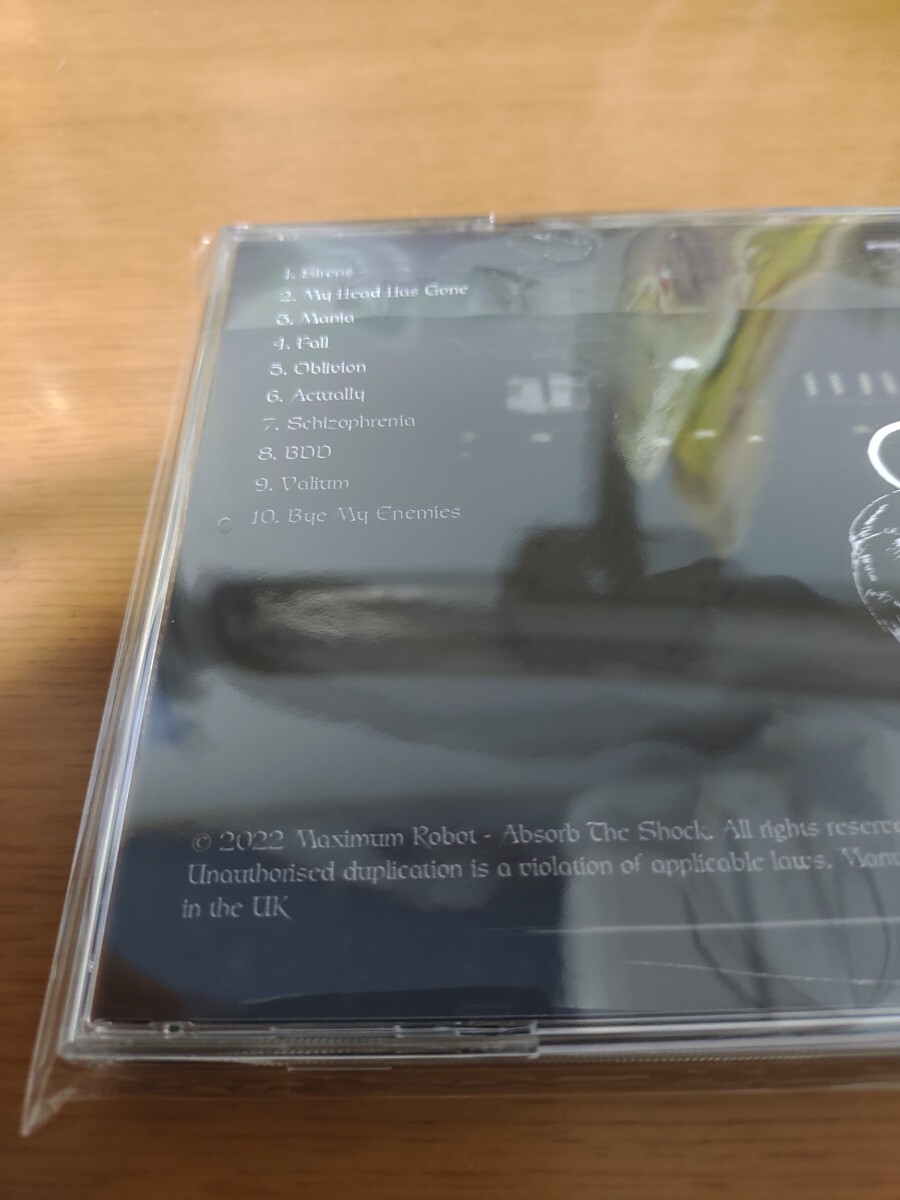 1. Sirens
2. My Head Has Gone
3. Mania
4. Fall
5. Oblivion
6. Actually
7. Schizophrenia
8. BDD
9. Valium
10. Bye My Enemies
© 2022 Maximum Robot - Absorb The Shock. All rights reserve
Unauthorised duplication is a violation of applicable laws. Manu
in the UK